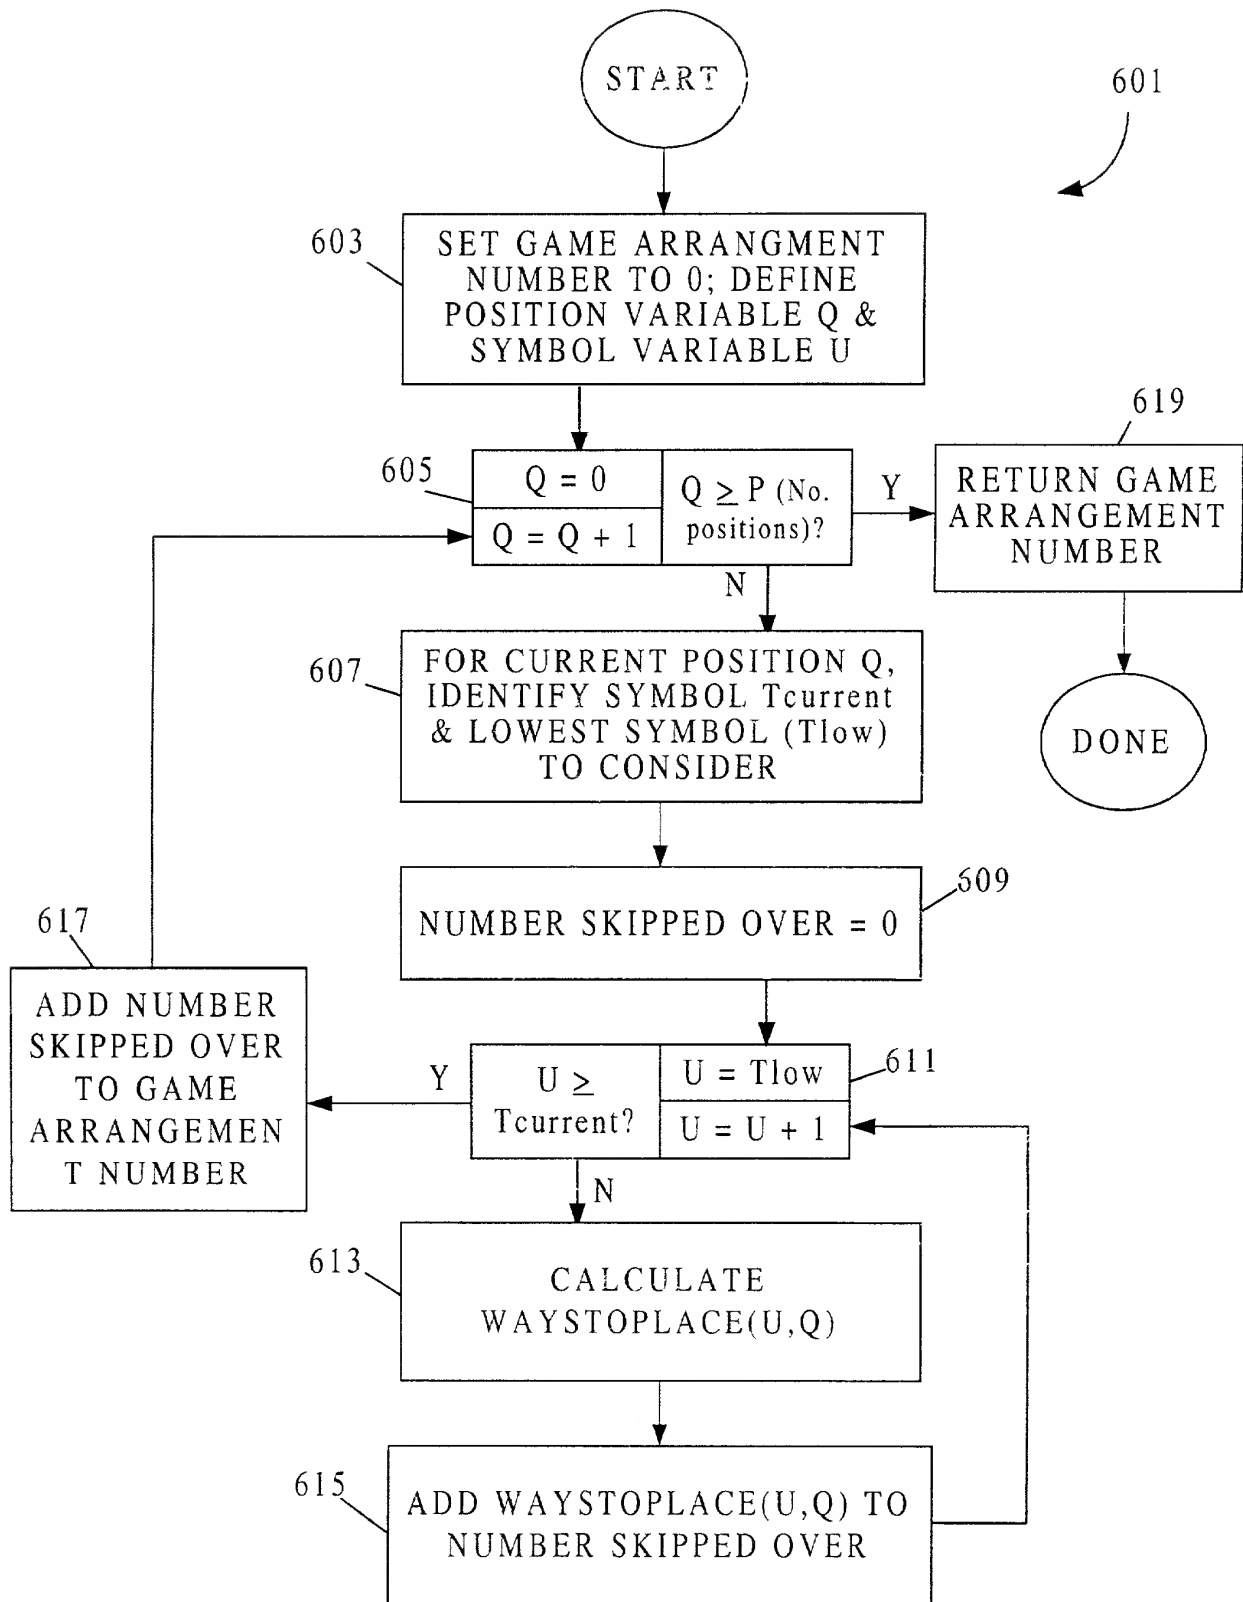 START
601
603
SET GAME ARRANGMENT
NUMBER TO 0; DEFINE
POSITION VARIABLE Q &
SYMBOL VARIABLE U
619
605
Q = 0
Q = Q + 1
Q ≥ P (No.
positions)?
Y
RETURN GAME
ARRANGEMENT
NUMBER
N
607
FOR CURRENT POSITION Q,
IDENTIFY SYMBOL Tcurrent
& LOWEST SYMBOL (Tlow)
TO CONSIDER
DONE
609
NUMBER SKIPPED OVER = 0
617
ADD NUMBER
SKIPPED OVER
TO GAME
ARRANGEMEN
T NUMBER
Y
U ≥
Tcurrent?
U = Tlow
U = U + 1
611
N
613
CALCULATE
WAYSTOPLACE(U,Q)
615
ADD WAYSTOPLACE(U,Q) TO
NUMBER SKIPPED OVER